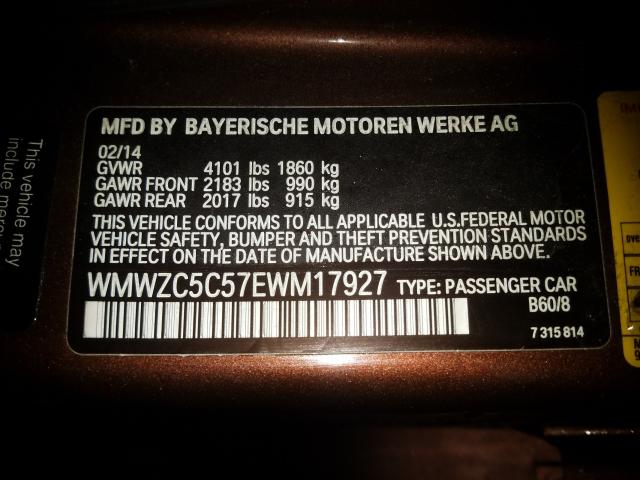 MFD BY BAYERISCHE MOTOREN WERKE AG
02/14
GVWR 4101 lbs 1860 kg
GAWR FRONT 2183 lbs 990 kg
GAWR REAR 2017 lbs 915 kg
THIS VEHICLE CONFORMS TO ALL APPLICABLE U.S.FEDERAL MOTOR
VEHICLE SAFETY, BUMPER AND THEFT PREVENTION STANDARDS
IN EFFECT ON THE DATE OF MANUFACTURE SHOWN ABOVE.
WMWZC5C57EWM17927 TYPE: PASSENGER CAR
B60/8
7 315 814
This vehicle may
include